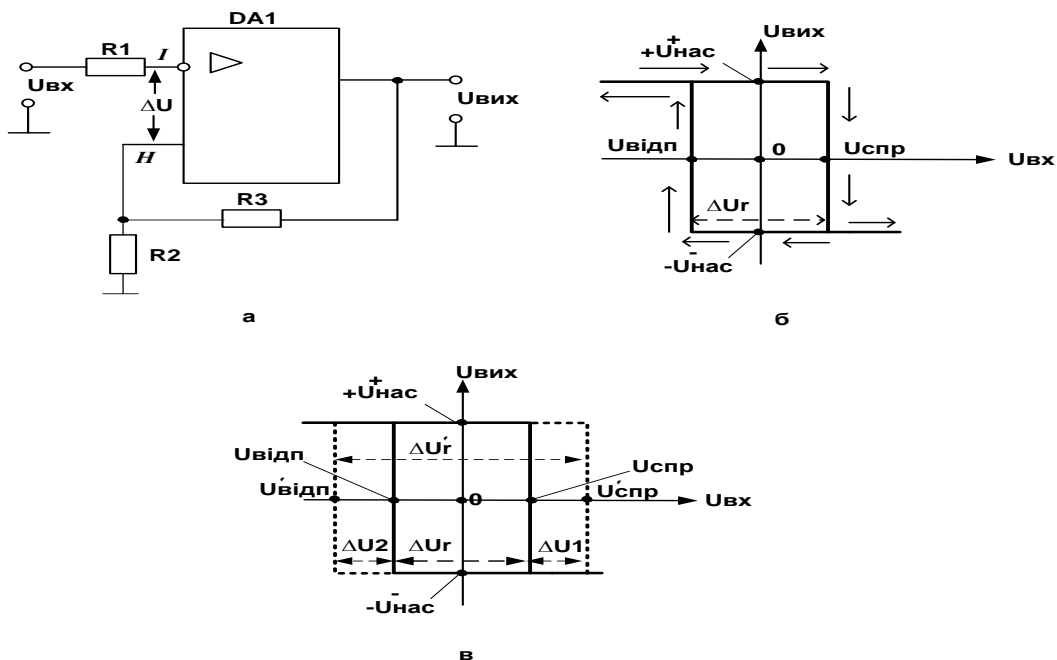 DA1
R1
I
Uвх
ΔU
H
Uвих
R3
R2
а
Uвих
+
+Uнас
Uвідп
0
Uспр
Uвх
ΔUг
-
-Uнас
б
Uвих
+
+Uнас
ΔU'г
Uвідп
Uспр
U'відп
0
U'спр
Uвх
ΔU2
ΔUг
ΔU1
-
-Uнас
в